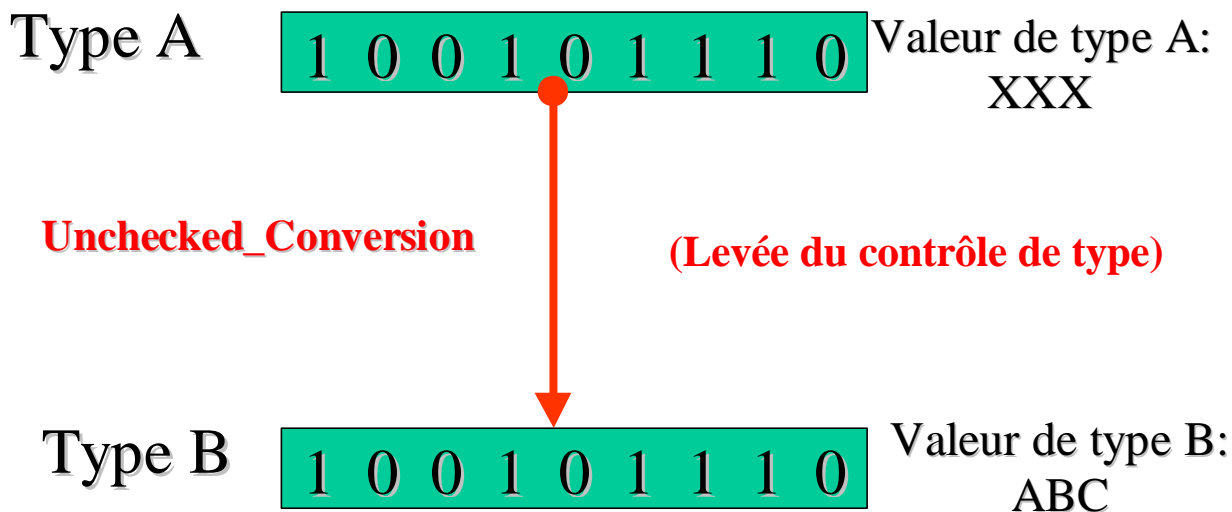 Type A
1 0 0 1 0 1 1 1 0
Valeur de type A:
XXX
Unchecked_Conversion
(Levée du contrôle de type)
Type B
1 0 0 1 0 1 1 1 0
Valeur de type B:
ABC